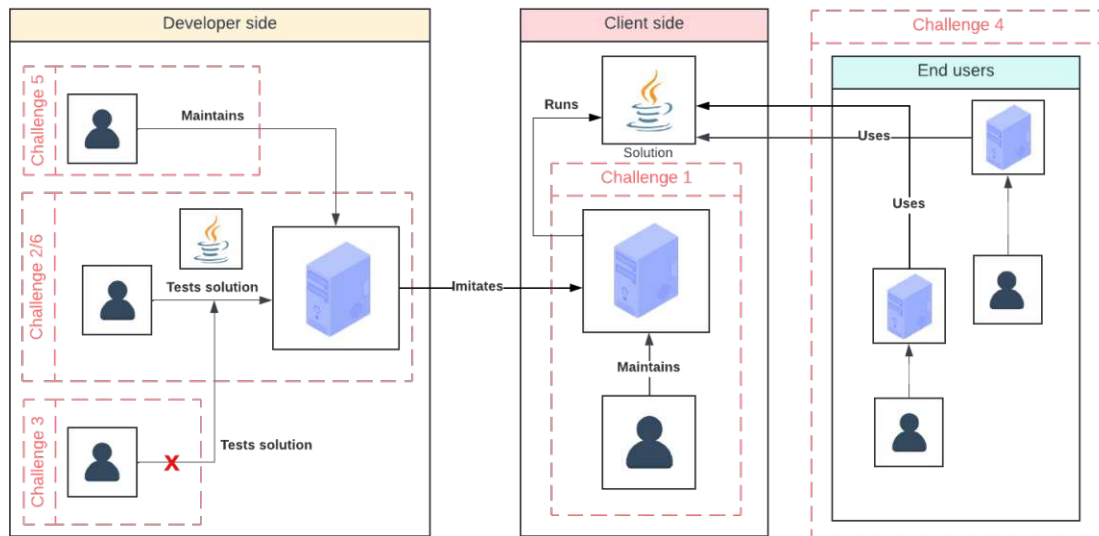 Developer side
Challenge 5
Maintains
Challenge 2/6
Tests solution
Challenge 3
X
Tests solution
Imitates
Client side
Runs
Solution
Challenge 1
Maintains
Challenge 4
End users
Uses
Uses